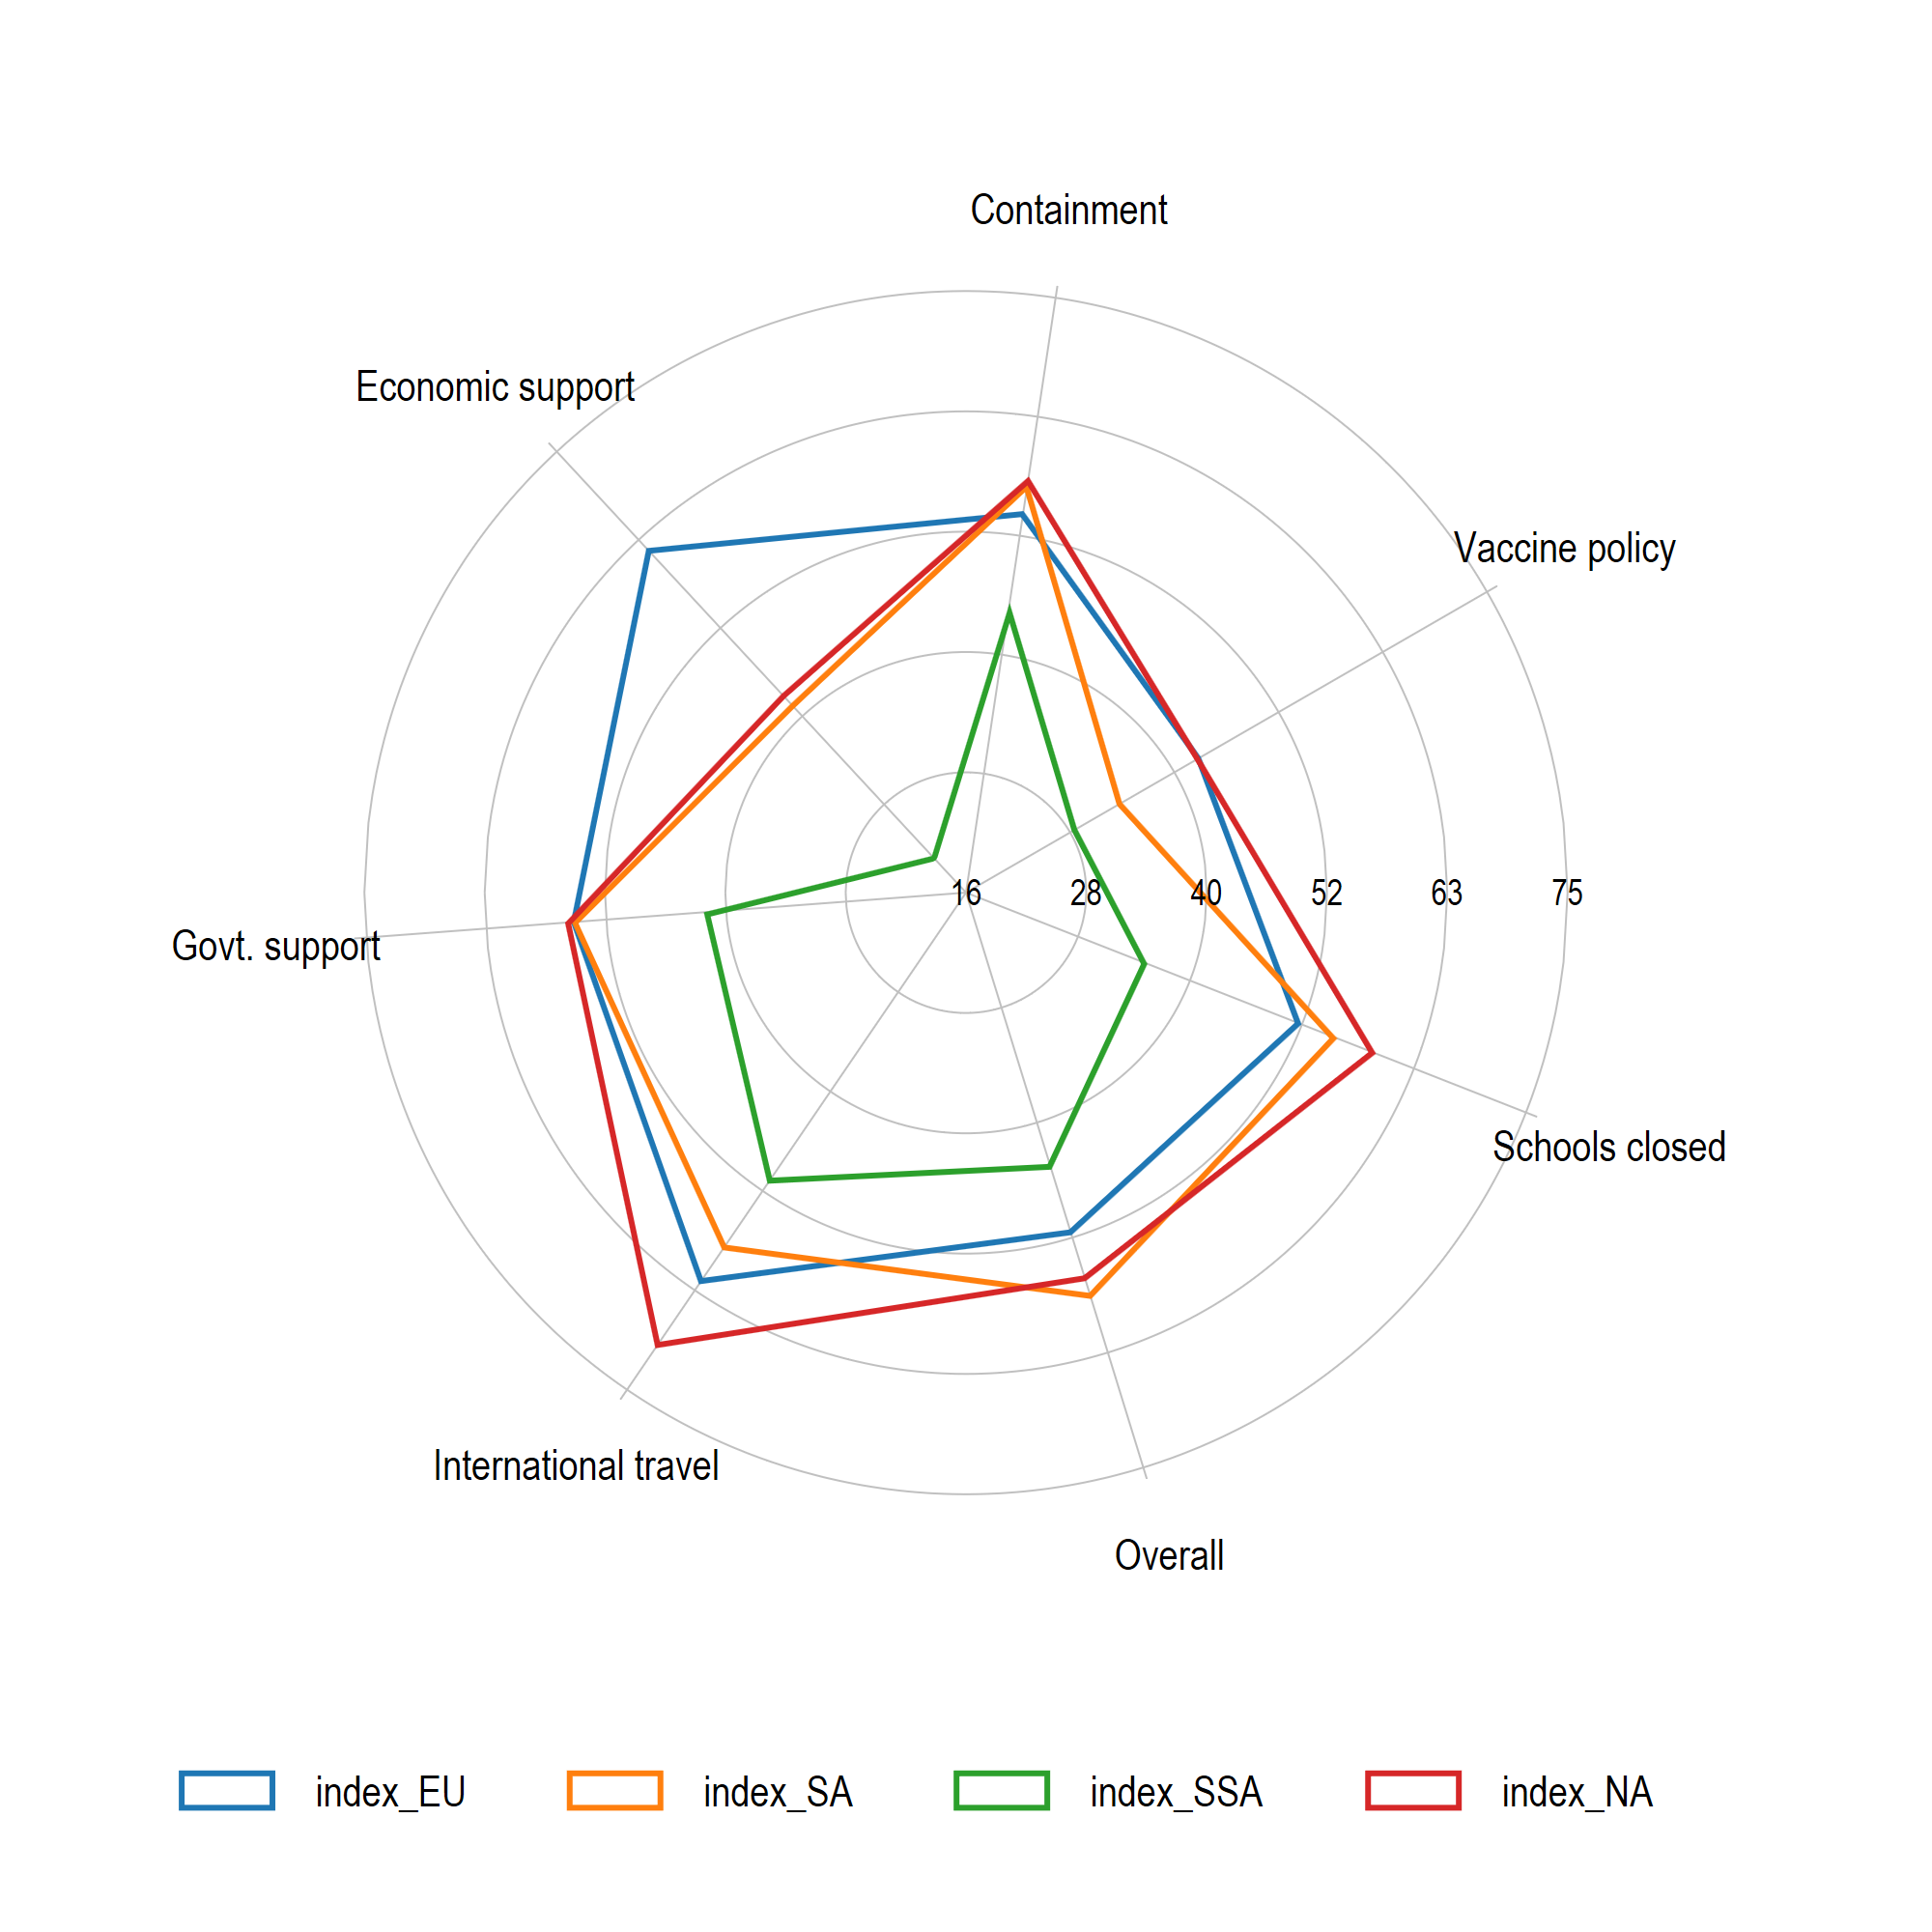 Containment
Economic support
Vaccine policy
16 28 40 52 63 75
Govt. support
Schools closed
International travel
Overall
index_EU index_SA index_SSA index_NA